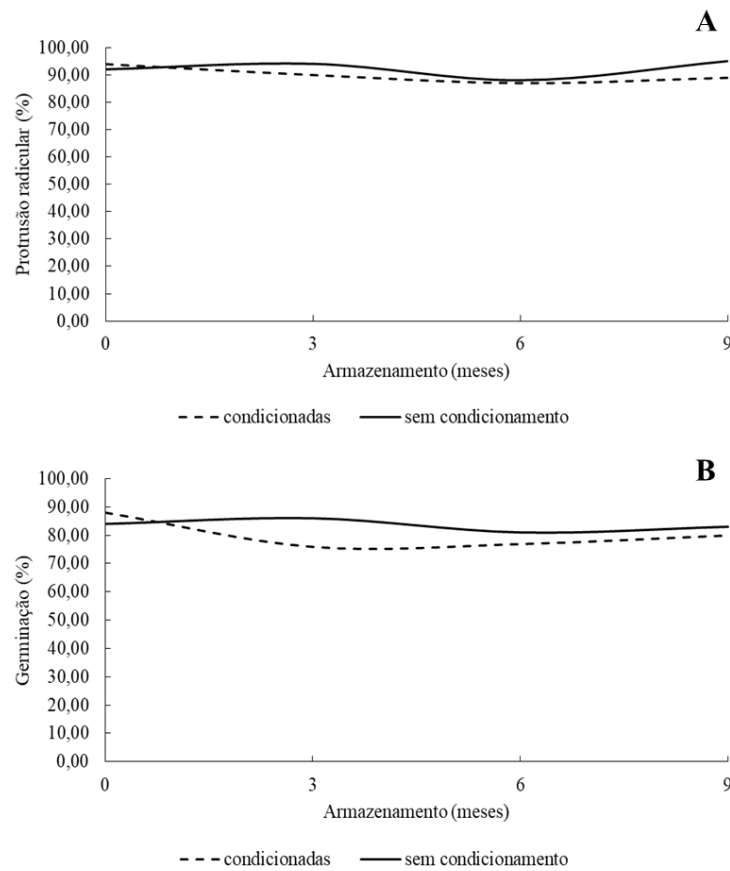 A
100,00
90,00
80,00
70,00
60,00
50,00
40,00
30,00
20,00
10,00
0,00
Protrusão radicular (%)
0 3 6 9
Armazenamento (meses)
condicionadas sem condicionamento
B
100,00
90,00
80,00
70,00
60,00
50,00
40,00
30,00
20,00
10,00
0,00
Germinação (%)
0 3 6 9
Armazenamento (meses)
condicionadas sem condicionamento